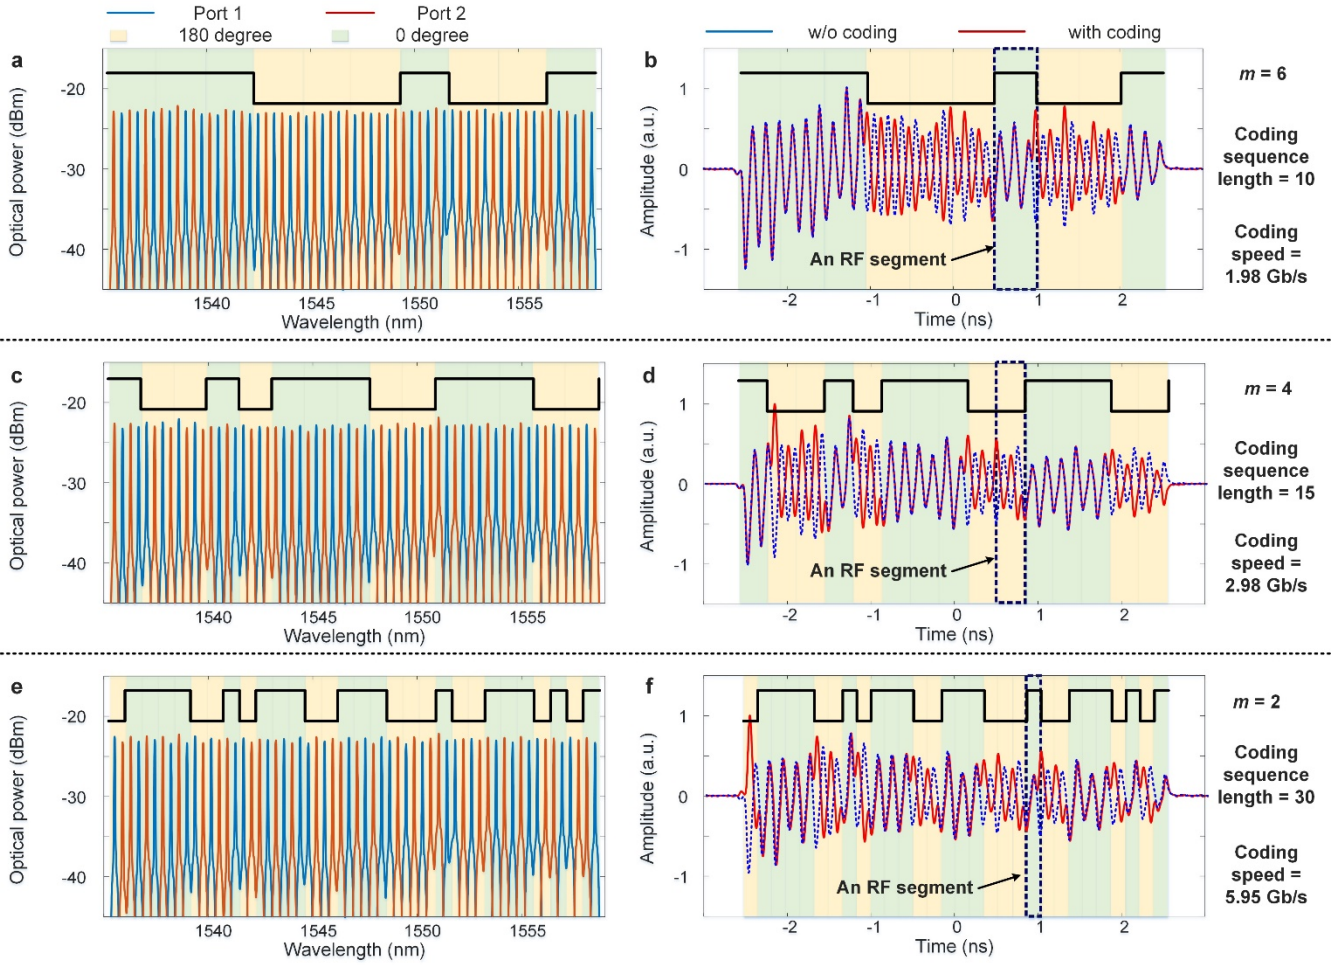 Port 1 Port 2
180 degree 0 degree
w/o coding with coding
a
Optical power (dBm)
-20
-30
-40
1540 1545 1550 1555
Wavelength (nm)
b
Amplitude (a.u.)
1
0
-1
An RF segment
-2 -1 0 1 2
Time (ns)
m = 6
Coding
sequence
length = 10
Coding
speed =
1.98 Gb/s
c
Optical power (dBm)
-20
-30
-40
1540 1545 1550 1555
Wavelength (nm)
d
Amplitude (a.u.)
1
0
-1
An RF segment
-2 -1 0 1 2
Time (ns)
m = 4
Coding
sequence
length = 15
Coding
speed =
2.98 Gb/s
e
Optical power (dBm)
-20
-30
-40
1540 1545 1550 1555
Wavelength (nm)
f
Amplitude (a.u.)
1
0
-1
An RF segment
-2 -1 0 1 2
Time (ns)
m = 2
Coding
sequence
length = 30
Coding
speed =
5.95 Gb/s